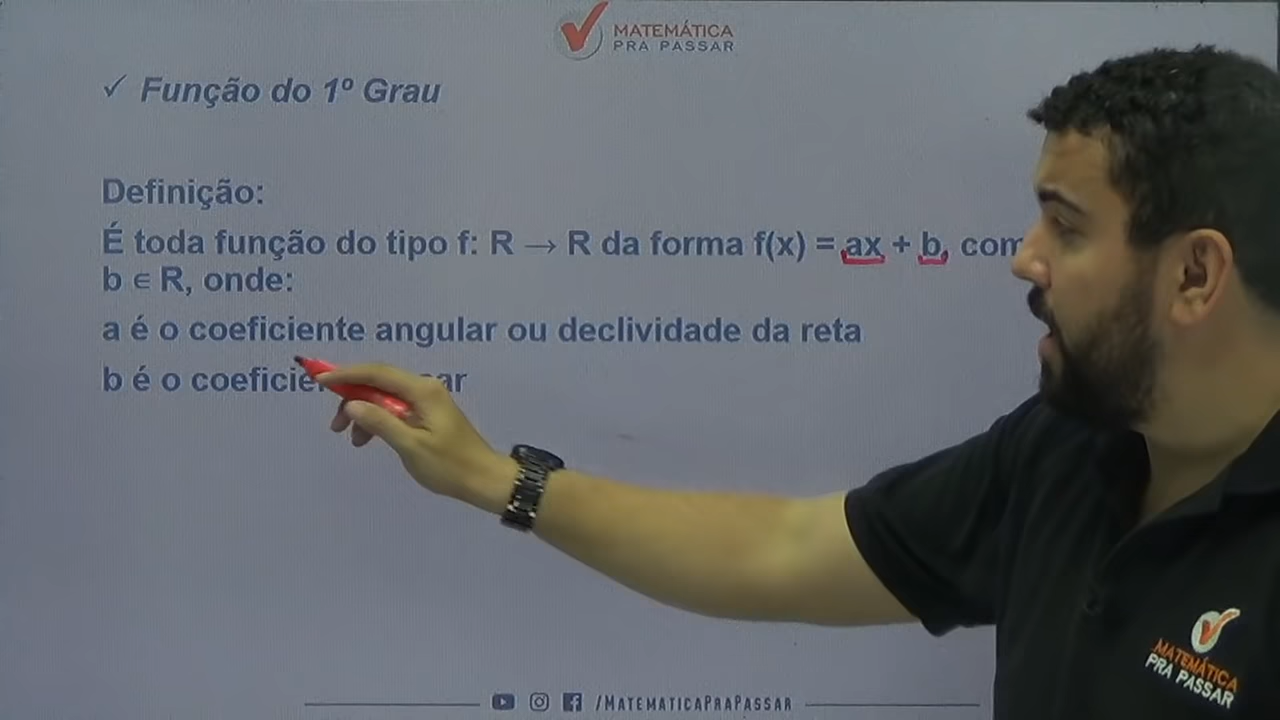 MATEMÁTICA
PRA PASSAR
✓ Função do 1º Grau
Definição:
É toda função do tipo f: R → R da forma f(x) = ax + b, com
b ∈ R, onde:
a é o coeficiente angular ou declividade da reta
b é o
/MATEMATICAPRAPASSAR
MATEMÁTICA
PRA PASSAR